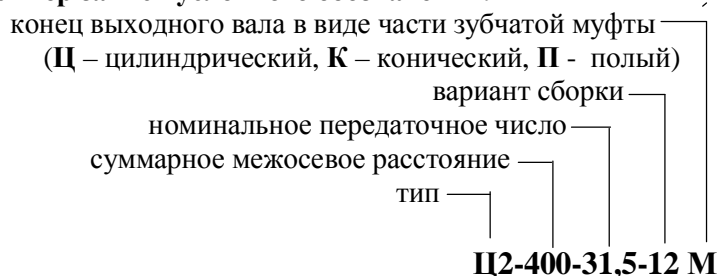 конец выходного вала в виде части зубчатой муфты
(Ц – цилиндрический, К – конический, П - полый)
вариант сборки
номинальное передаточное число
суммарное межосевое расстояние
тип
Ц2-400-31,5-12 М